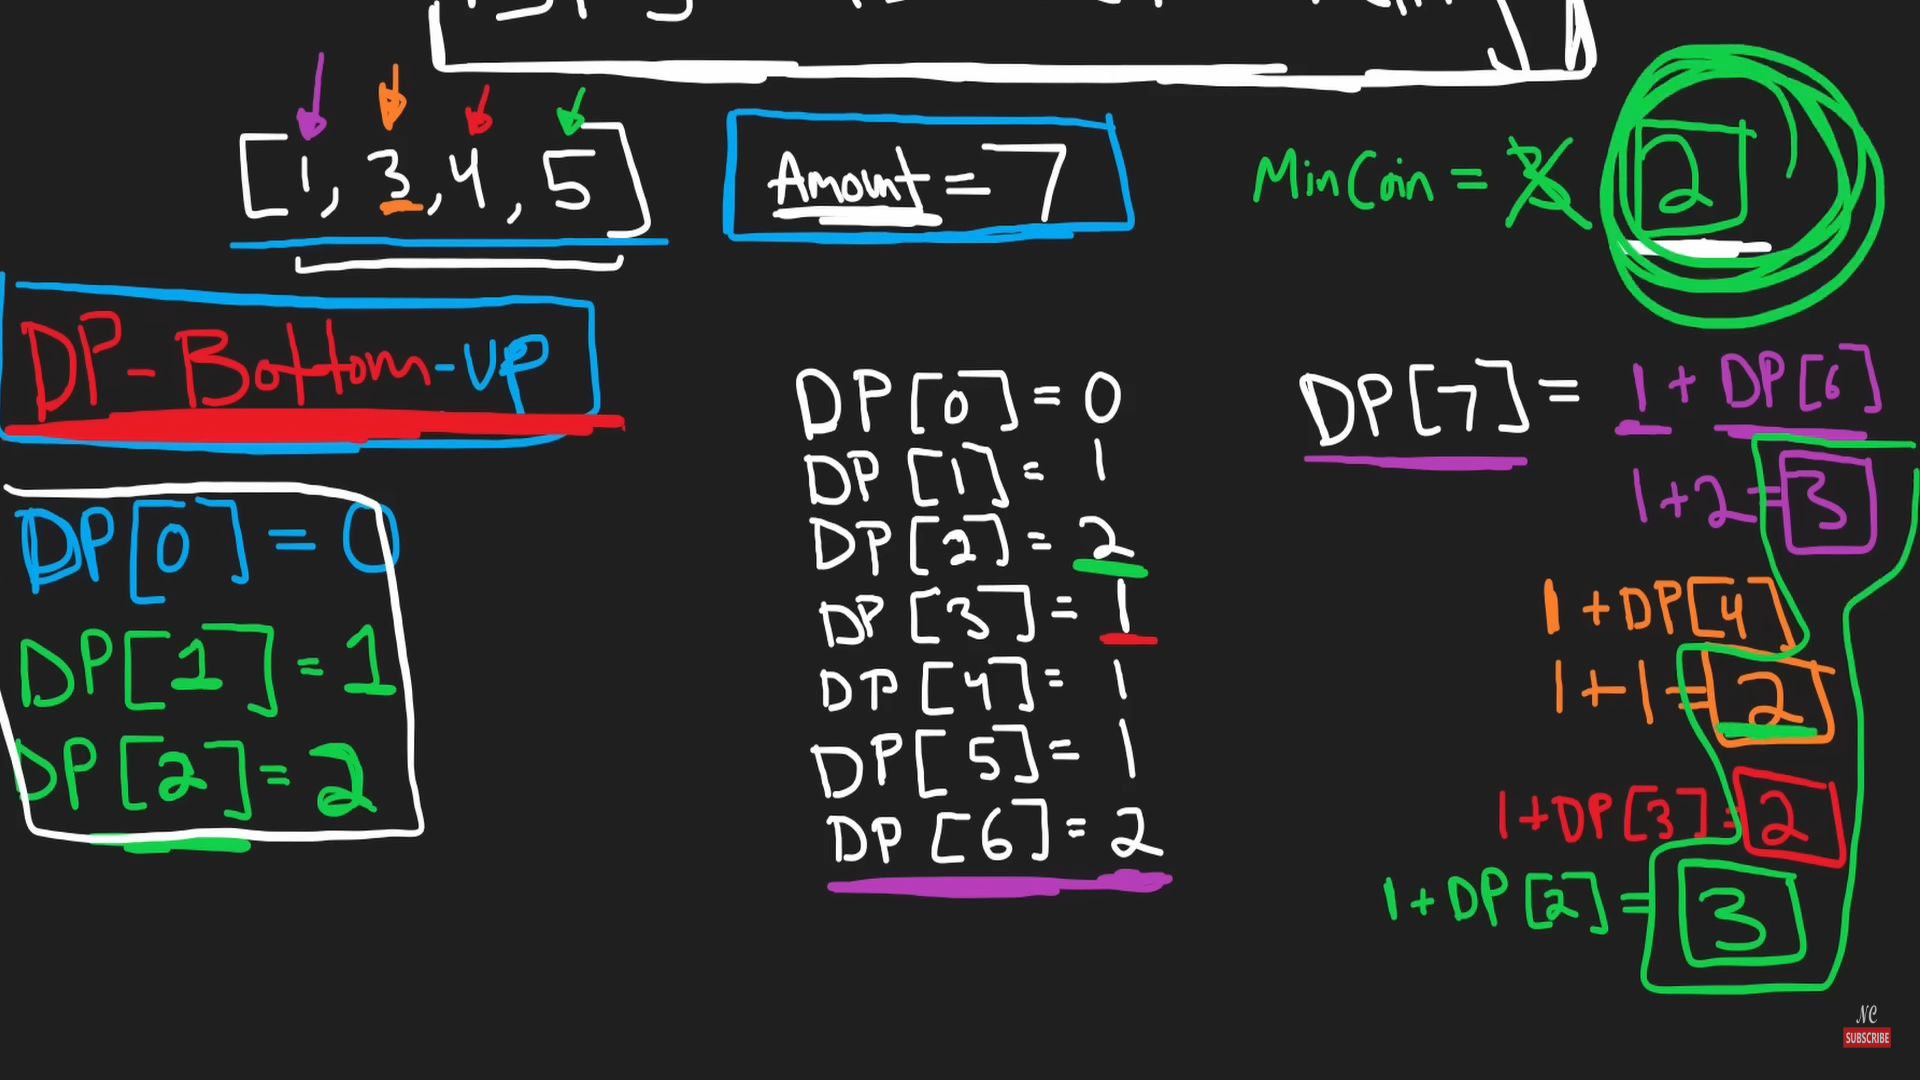 [1, 3, 4, 5]
Amount = 7
MinCoin = 3 2
DP-Bottom-UP
DP[0] = 0
DP[1] = 1
DP[2] = 2
DP[0] = 0
DP[1] = 1
DP[2] = 2
DP[3] = 1
DP[4] = 1
DP[5] = 1
DP[6] = 2
DP[7] = 1 + DP[6]
1+2 = 3
1 + DP[4]
1 + 1 = 2
1+DP[3] = 2
1+DP[2] = 3
NC
SUBSCRIBE